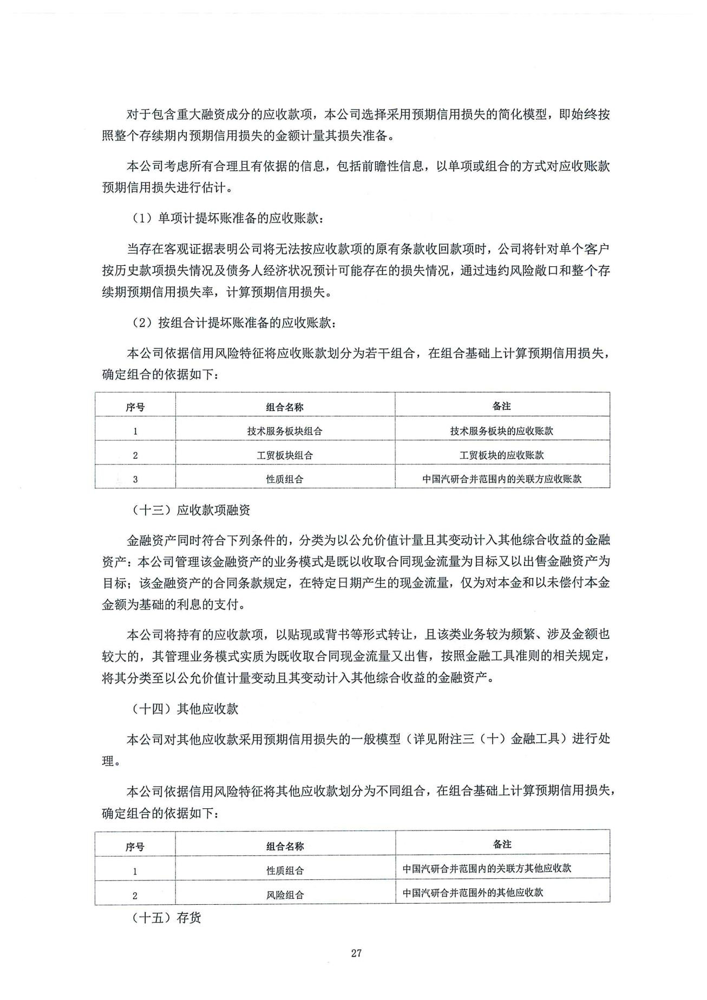 对于包含重大融资成分的应收款项，本公司选择采用预期信用损失的简化模型，即始终按
照整个存续期内预期信用损失的金额计量其损失准备。
本公司考虑所有合理且有依据的信息，包括前瞻性信息，以单项或组合的方式对应收账款
预期信用损失进行估计。
（1）单项计提坏账准备的应收账款：
当存在客观证据表明公司将无法按应收款项的原有条款收回款项时，公司将针对单个客户
按历史款项损失情况及债务人经济状况预计可能存在的损失情况，通过违约风险敞口和整个存
续期预期信用损失率，计算预期信用损失。
（2）按组合计提坏账准备的应收账款：
本公司依据信用风险特征将应收账款划分为若干组合，在组合基础上计算预期信用损失，
确定组合的依据如下：
序号 组合名称 备注
1 技术服务板块组合 技术服务板块的应收账款
2 工贸板块组合 工贸板块的应收账款
3 性质组合 中国汽研合并范围内的关联方应收账款
（十三）应收款项融资
金融资产同时符合下列条件的，分类为以公允价值计量且其变动计入其他综合收益的金融
资产：本公司管理该金融资产的业务模式是既以收取合同现金流量为目标又以出售金融资产为
目标；该金融资产的合同条款规定，在特定日期产生的现金流量，仅为对本金和以未偿付本金
金额为基础的利息的支付。
本公司将持有的应收款项，以贴现或背书等形式转让，且该类业务较为频繁、涉及金额也
较大的，其管理业务模式实质为既收取合同现金流量又出售，按照金融工具准则的相关规定，
将其分类至以公允价值计量变动且其变动计入其他综合收益的金融资产。
（十四）其他应收款
本公司对其他应收款采用预期信用损失的一般模型（详见附注三（十）金融工具）进行处
理。
本公司依据信用风险特征将其他应收款划分为不同组合，在组合基础上计算预期信用损失，
确定组合的依据如下：
序号 组合名称 备注
1 性质组合 中国汽研合并范围内的关联方其他应收款
2 风险组合 中国汽研合并范围外的其他应收款
（十五）存货
27